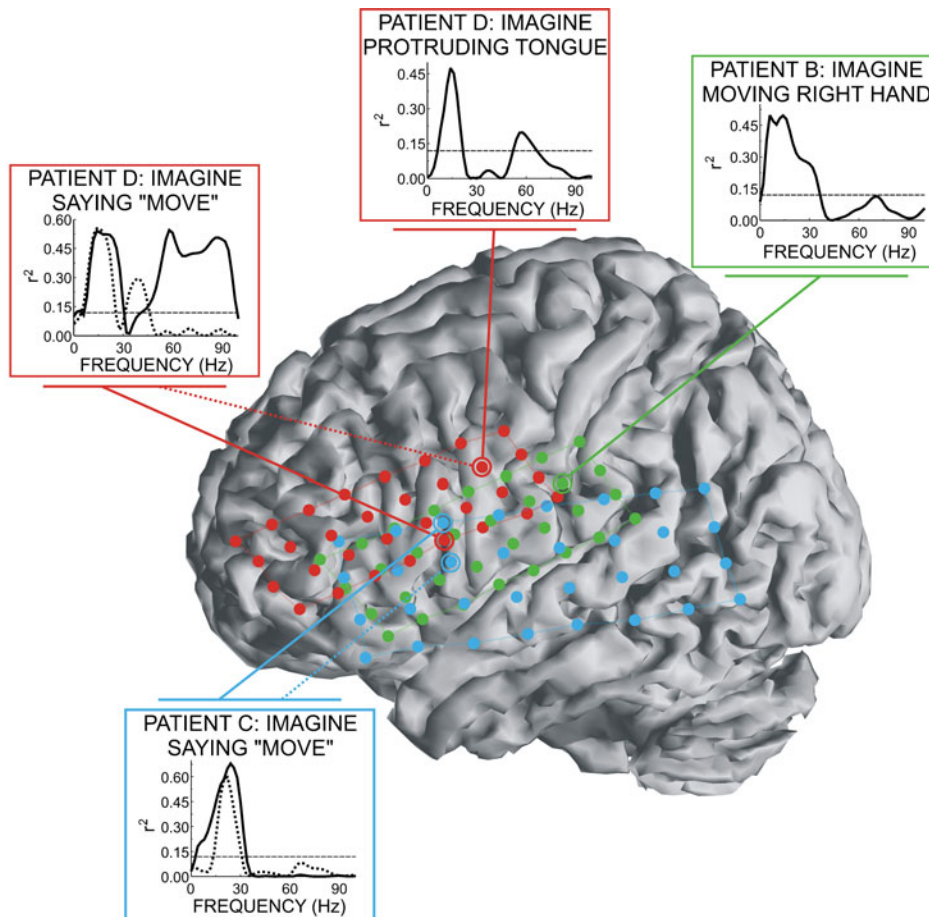 PATIENT D: IMAGINE
PROTRUDING TONGUE
0.45
0.30
0.15
0.00
r²
0 30 60 90
FREQUENCY (Hz)
PATIENT B: IMAGINE
MOVING RIGHT HAND
0.45
0.30
0.15
0.00
r²
0 30 60 90
FREQUENCY (Hz)
PATIENT D: IMAGINE
SAYING "MOVE"
0.60
0.45
0.30
0.15
0.00
r²
0 30 60 90
FREQUENCY (Hz)
PATIENT C: IMAGINE
SAYING "MOVE"
0.60
0.45
0.30
0.15
0.00
r²
0 30 60 90
FREQUENCY (Hz)